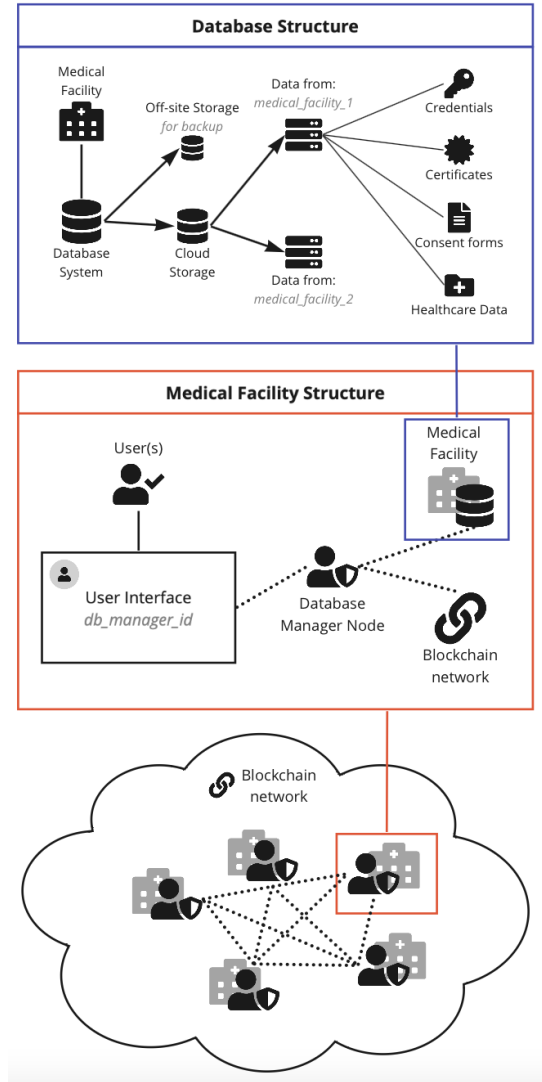 Database Structure
Medical
Facility
Off-site Storage
for backup
Data from:
medical_facility_1
Credentials
Certificates
Consent forms
Healthcare Data
Database
System
Cloud
Storage
Data from:
medical_facility_2
Medical Facility Structure
User(s)
Medical
Facility
User Interface
db_manager_id
Database
Manager Node
Blockchain
network
Blockchain
network